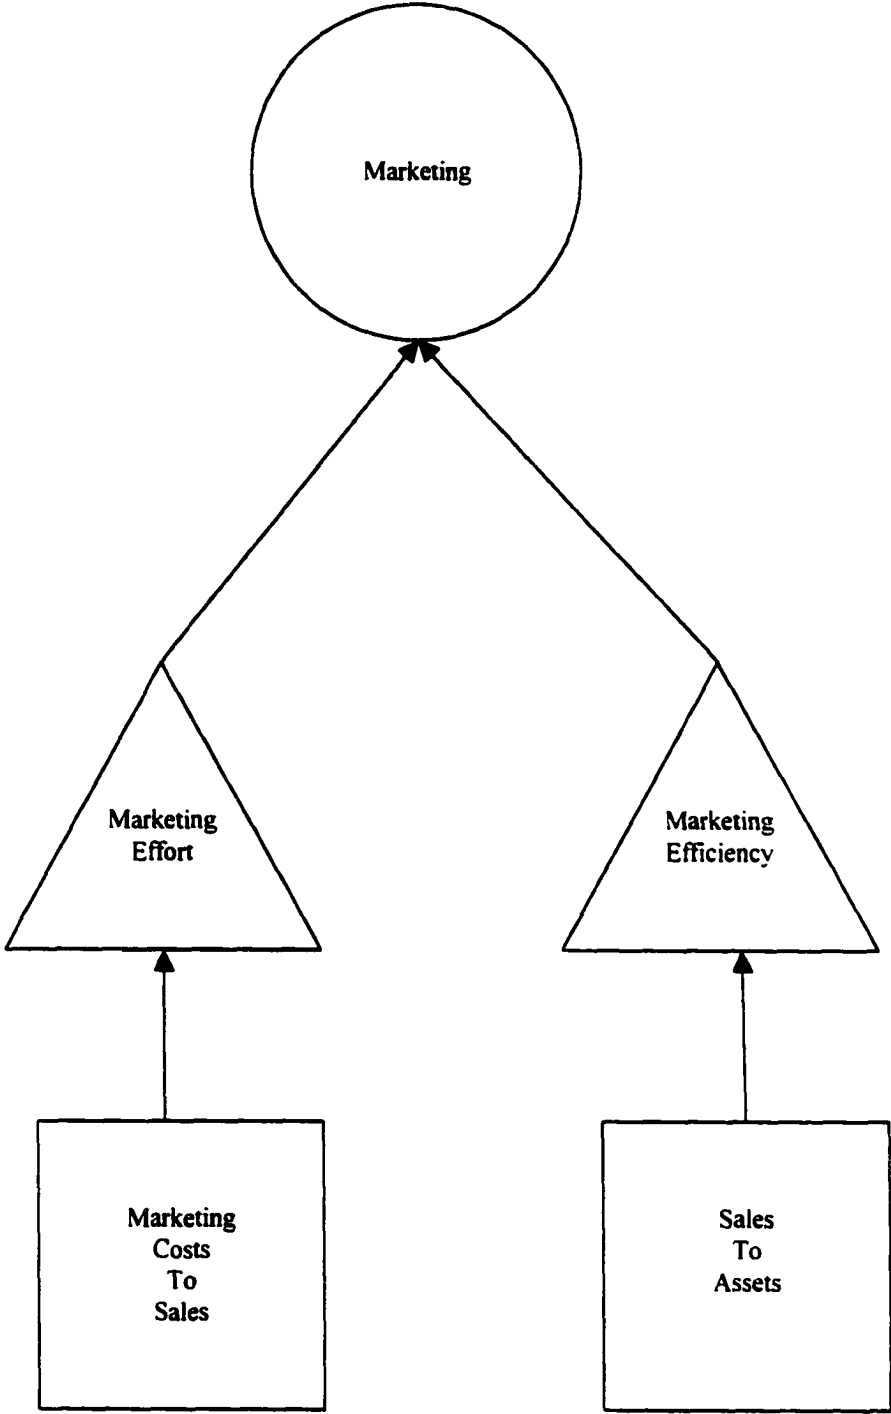 Marketing
Marketing
Effort
Marketing
Efficiency
Marketing
Costs
To
Sales
Sales
To
Assets